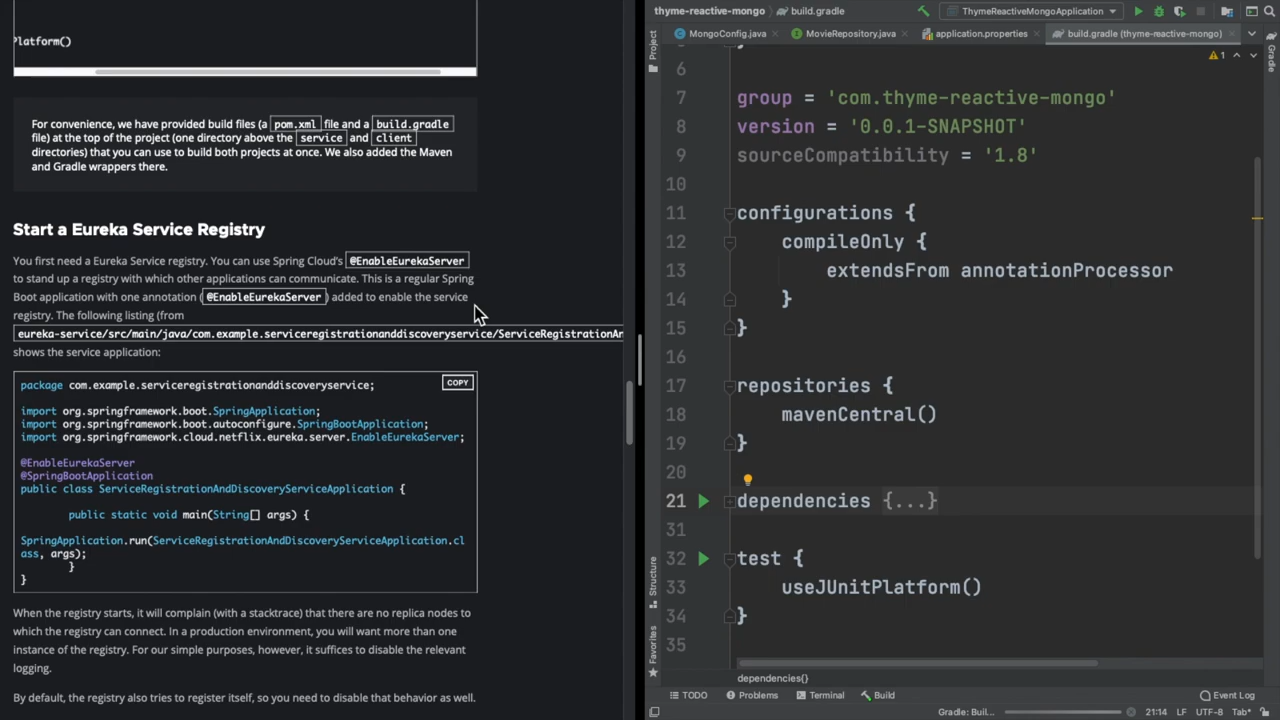 Platform()
For convenience, we have provided build files (a pom.xml file and a build.gradle
file) at the top of the project (one directory above the service and client
directories) that you can use to build both projects at once. We also added the Maven
and Gradle wrappers there.
Start a Eureka Service Registry
You first need a Eureka Service registry. You can use Spring Cloud's @EnableEurekaServer
to stand up a registry with which other applications can communicate. This is a regular Spring
Boot application with one annotation (@EnableEurekaServer) added to enable the service
registry. The following listing (from
eureka-service/src/main/java/com.example.serviceregistrationanddiscoveryservice/ServiceRegistrationAn
shows the service application:
COPY
package com.example.serviceregistrationanddiscoveryservice;
import org.springframework.boot.SpringApplication;
import org.springframework.boot.autoconfigure.SpringBootApplication;
import org.springframework.cloud.netflix.eureka.server.EnableEurekaServer;
@EnableEurekaServer
@SpringBootApplication
public class ServiceRegistrationAndDiscoveryServiceApplication {
public static void main(String[] args) {
SpringApplication.run(ServiceRegistrationAndDiscoveryServiceApplication.cl
ass, args);
}
}
When the registry starts, it will complain (with a stacktrace) that there are no replica nodes to
which the registry can connect. In a production environment, you will want more than one
instance of the registry. For our simple purposes, however, it suffices to disable the relevant
logging.
By default, the registry also tries to register itself, so you need to disable that behavior as well.
thyme-reactive-mongo build.gradle ThymeReactiveMongoApplication
MongoConfig.java MovieRepository.java application.properties build.gradle (thyme-reactive-mongo)
Project
Gradle
1
6
7 group = 'com.thyme-reactive-mongo'
8 version = '0.0.1-SNAPSHOT'
9 sourceCompatibility = '1.8'
10
11 configurations {
12 compileOnly {
13 extendsFrom annotationProcessor
14 }
15 }
16
17 repositories {
18 mavenCentral()
19 }
20
21 dependencies {...}
31
32 test {
33 useJUnitPlatform()
34 }
35
Structure
Favorites
dependencies{}
TODO Problems Terminal Build Event Log
Gradle: Buil... 21:14 LF UTF-8 Tab*